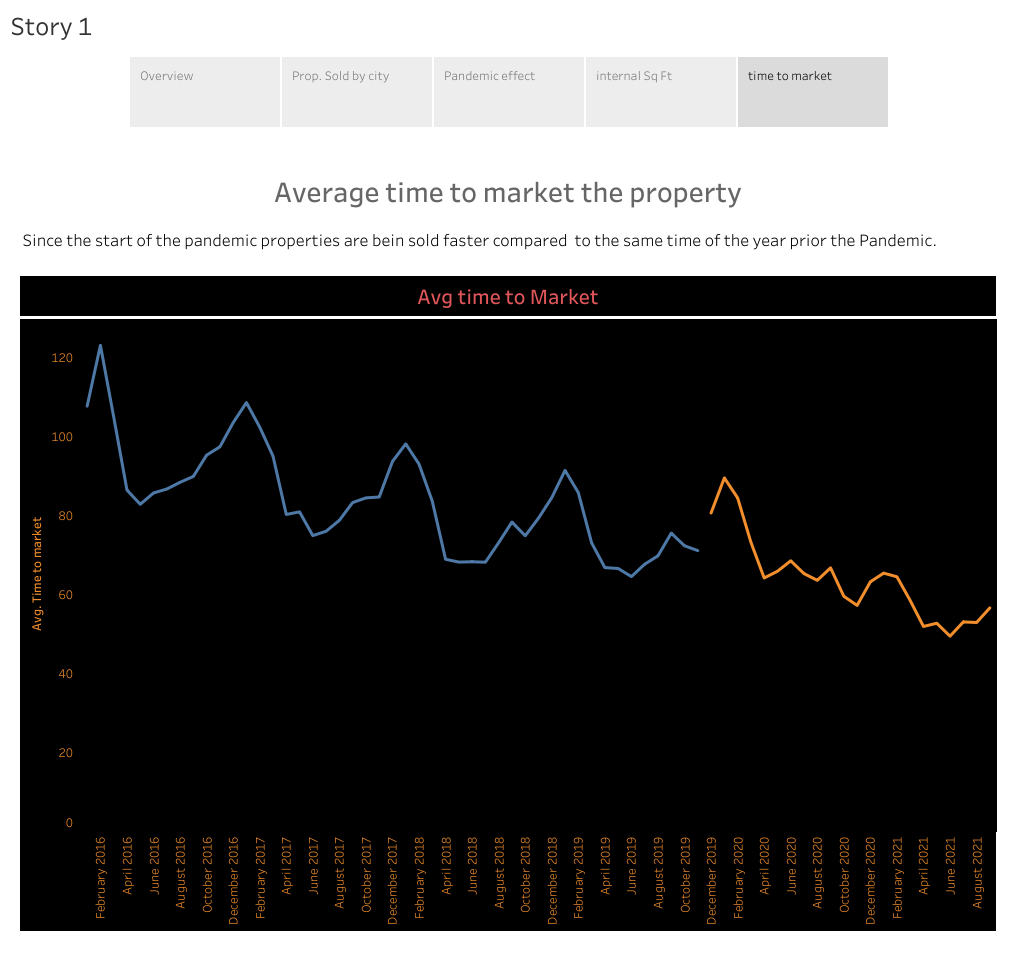 Story 1
Overview
Prop. Sold by city
Pandemic effect
internal Sq Ft
time to market
Average time to market the property
Since the start of the pandemic properties are bein sold faster compared  to the same time of the year prior the Pandemic.
Avg time to Market
Avg. Time to market
120
100
80
60
40
20
0
February 2016
April 2016
June 2016
August 2016
October 2016
December 2016
February 2017
April 2017
June 2017
August 2017
October 2017
December 2017
February 2018
April 2018
June 2018
August 2018
October 2018
December 2018
February 2019
April 2019
June 2019
August 2019
October 2019
December 2019
February 2020
April 2020
June 2020
August 2020
October 2020
December 2020
February 2021
April 2021
June 2021
August 2021